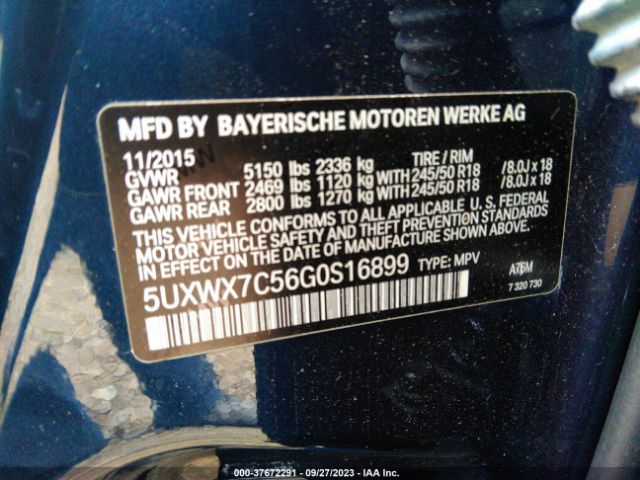 MFD BY BAYERISCHE MOTOREN WERKE AG
11/2015 TIRE / RIM
GVWR 5150 lbs 2336 kg
GAWR FRONT 2469 lbs 1120 kg WITH 245/50 R18 /8.0J x 18
GAWR REAR 2800 lbs 1270 kg WITH 245/50 R18 /8.0J x 18
THIS VEHICLE CONFORMS TO ALL APPLICABLE U. S. FEDERAL
MOTOR VEHICLE SAFETY AND THEFT PREVENTION STANDARDS
IN EFFECT ON THE DATE OF MANUFACTURE SHOWN ABOVE.
5UXWX7C56G0S16899 TYPE: MPV
A76M
7 320 730
000-37672291 - 09/27/2023 - IAA Inc.